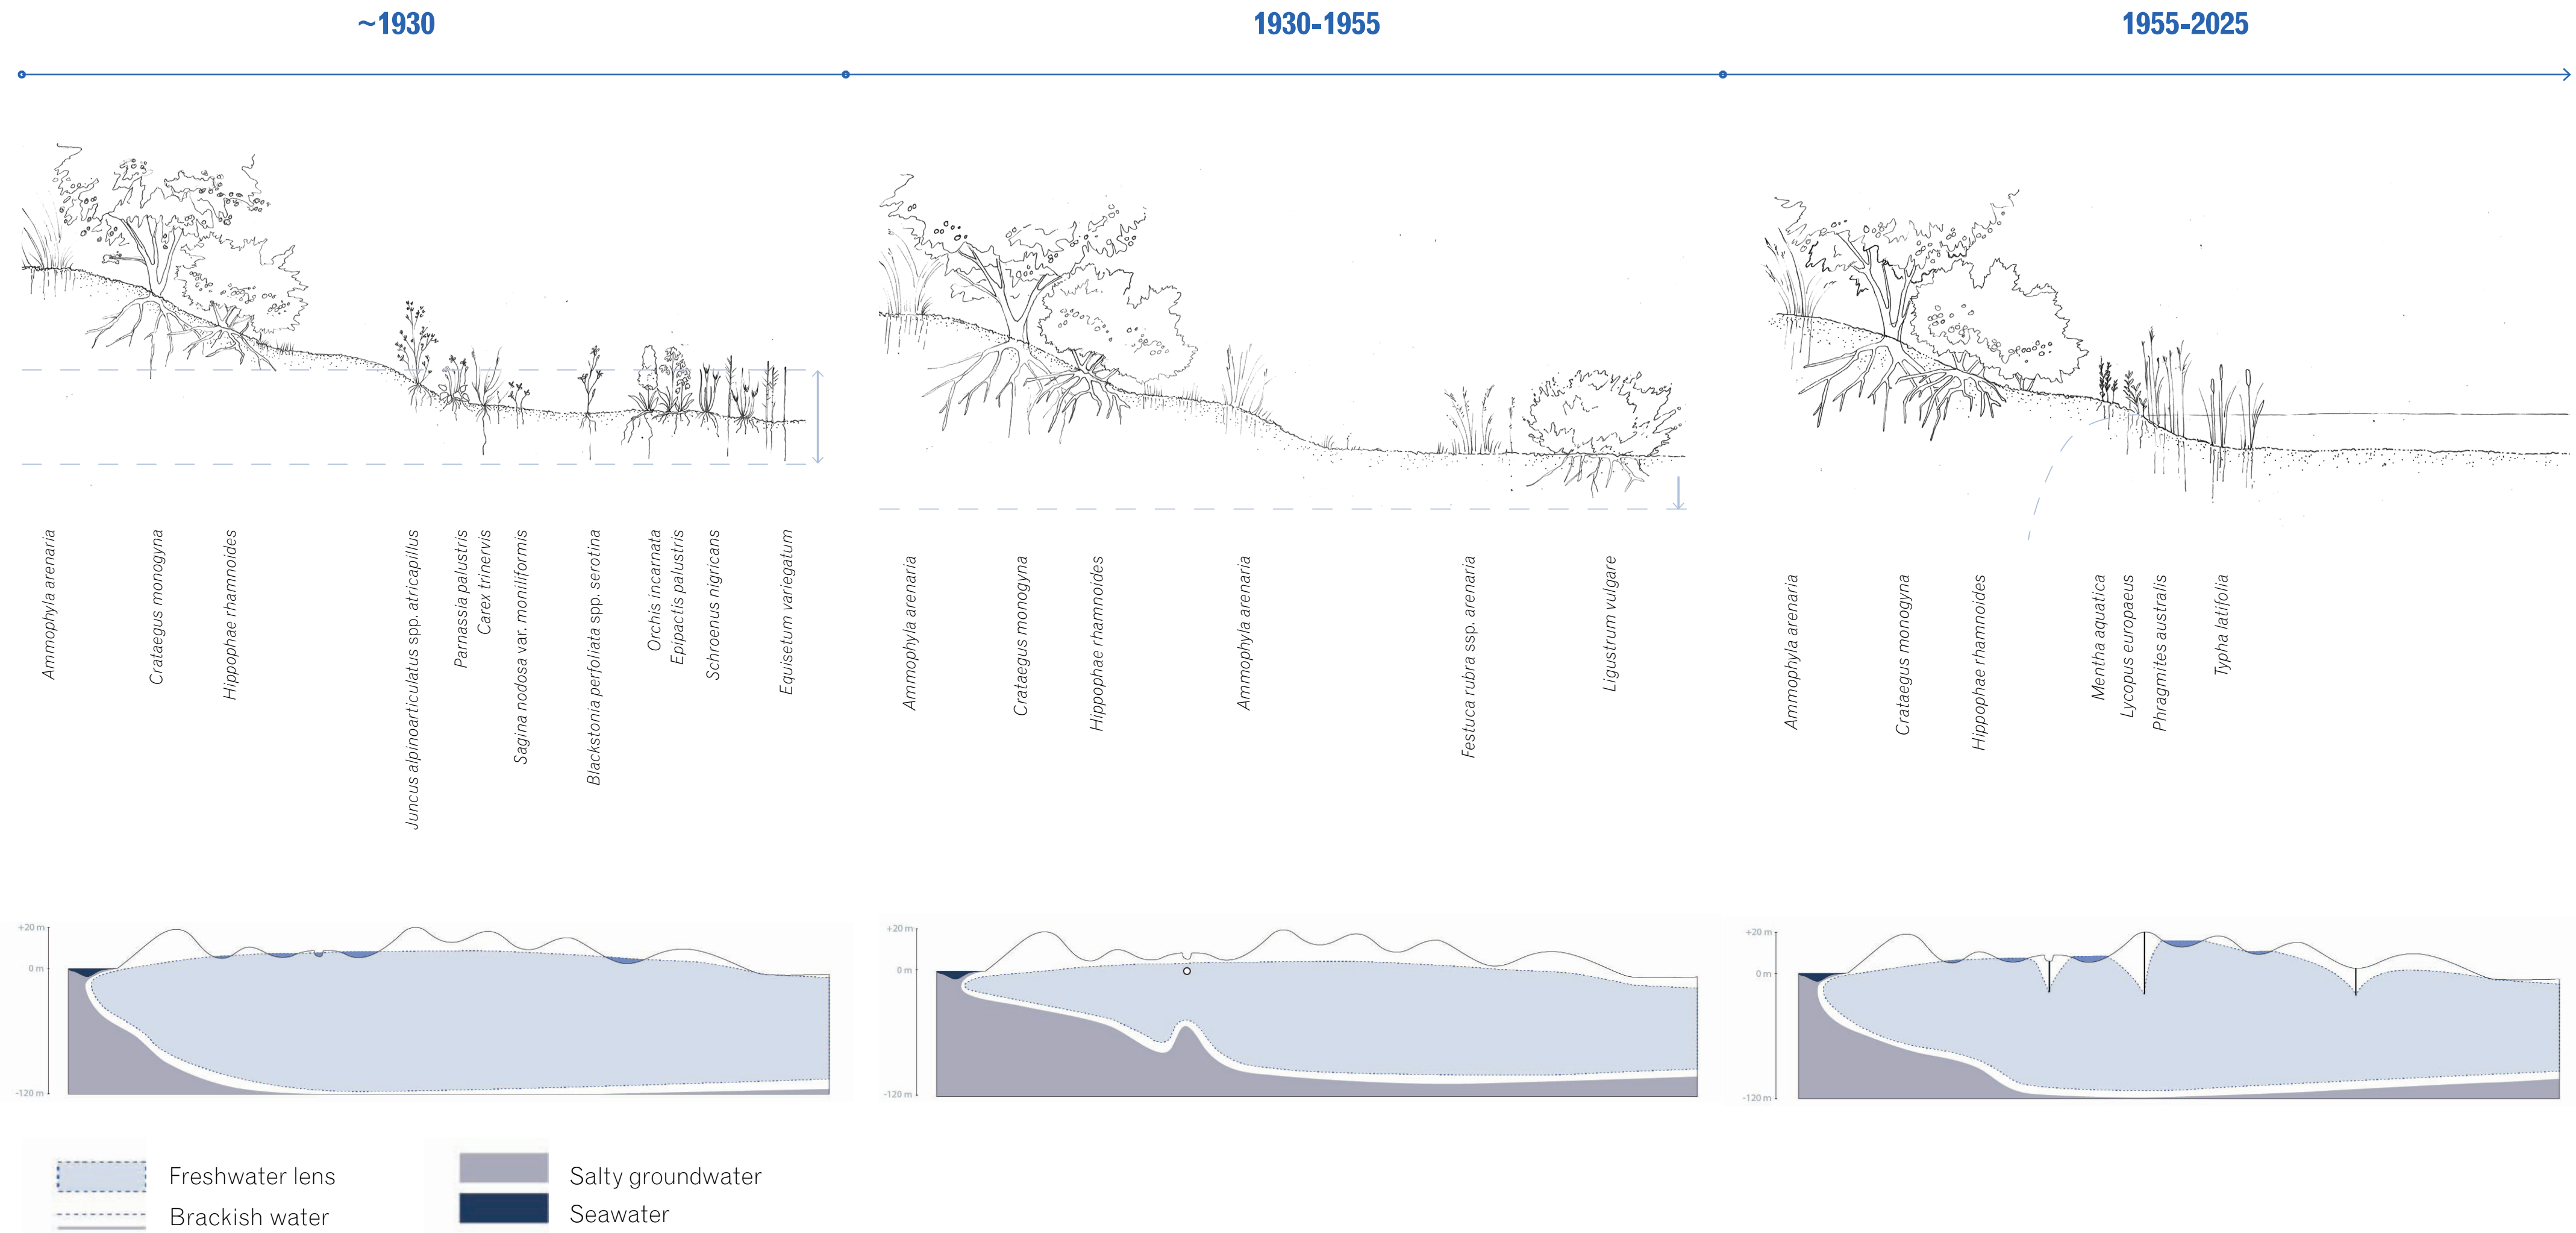 ~1930
1930-1955
1955-2025
Ammophyla arenaria
Crataegus monogyna
Hippophae rhamnoides
Juncus alpinoarticulatus spp. atricapillus
Parnassia palustris
Carex trinervis
Sagina nodosa var. moniliformis
Blackstonia perfoliata spp. serotina
Orchis incarnata
Epipactis palustris
Schroenus nigricans
Equisetum variegatum
Ammophyla arenaria
Crataegus monogyna
Hippophae rhamnoides
Ammophyla arenaria
Festuca rubra ssp. arenaria
Ligustrum vulgare
Ammophyla arenaria
Crataegus monogyna
Hippophae rhamnoides
Mentha aquatica
Lycopus europaeus
Phragmites australis
Typha latifolia
+20 m
0 m
-120 m
+20 m
0 m
-120 m
+20 m
0 m
-120 m
Freshwater lens
Brackish water
Salty groundwater
Seawater